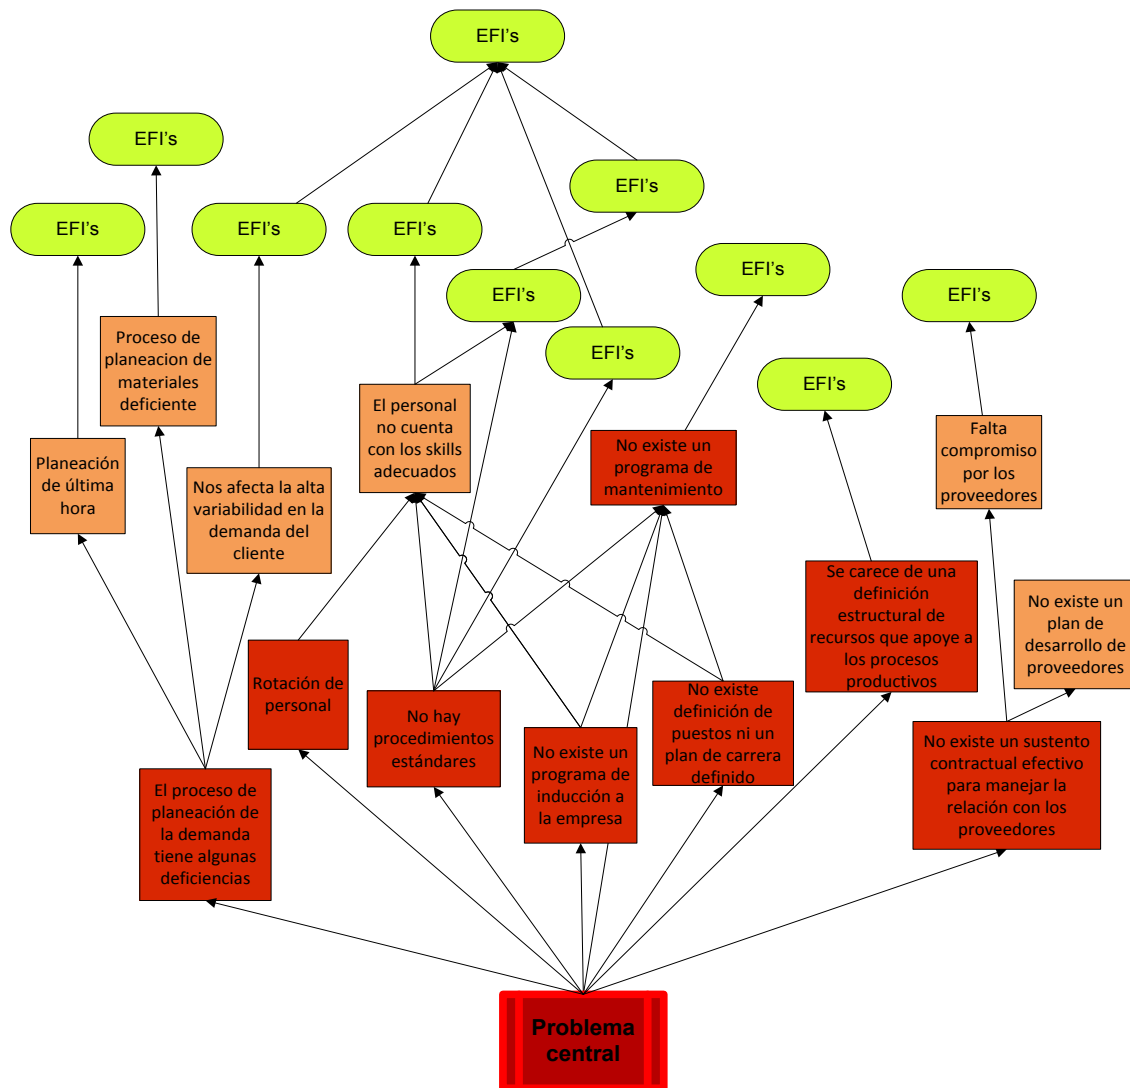 EFI's
EFI's
EFI's
EFI's
EFI's
EFI's
EFI's
EFI's
EFI's
EFI's
EFI's
Proceso de
planeacion de
materiales
deficiente
El personal
no cuenta
con los skills
adecuados
Planeación
de última
hora
Nos afecta la alta
variabilidad en la
demanda del
cliente
No existe un
programa de
mantenimiento
Falta
compromiso
por los
proveedores
Se carece de una
definición
estructural de
recursos que apoye a
los procesos
productivos
No existe un
plan de
desarrollo de
proveedores
Rotación de
personal
No hay
procedimientos
estándares
No existe un
programa de
inducción a
la empresa
No existe
definición de
puestos ni un
plan de carrera
definido
No existe un sustento
contractual efectivo
para manejar la
relación con los
proveedores
El proceso de
planeación de
la demanda
tiene algunas
deficiencias
Problema
central